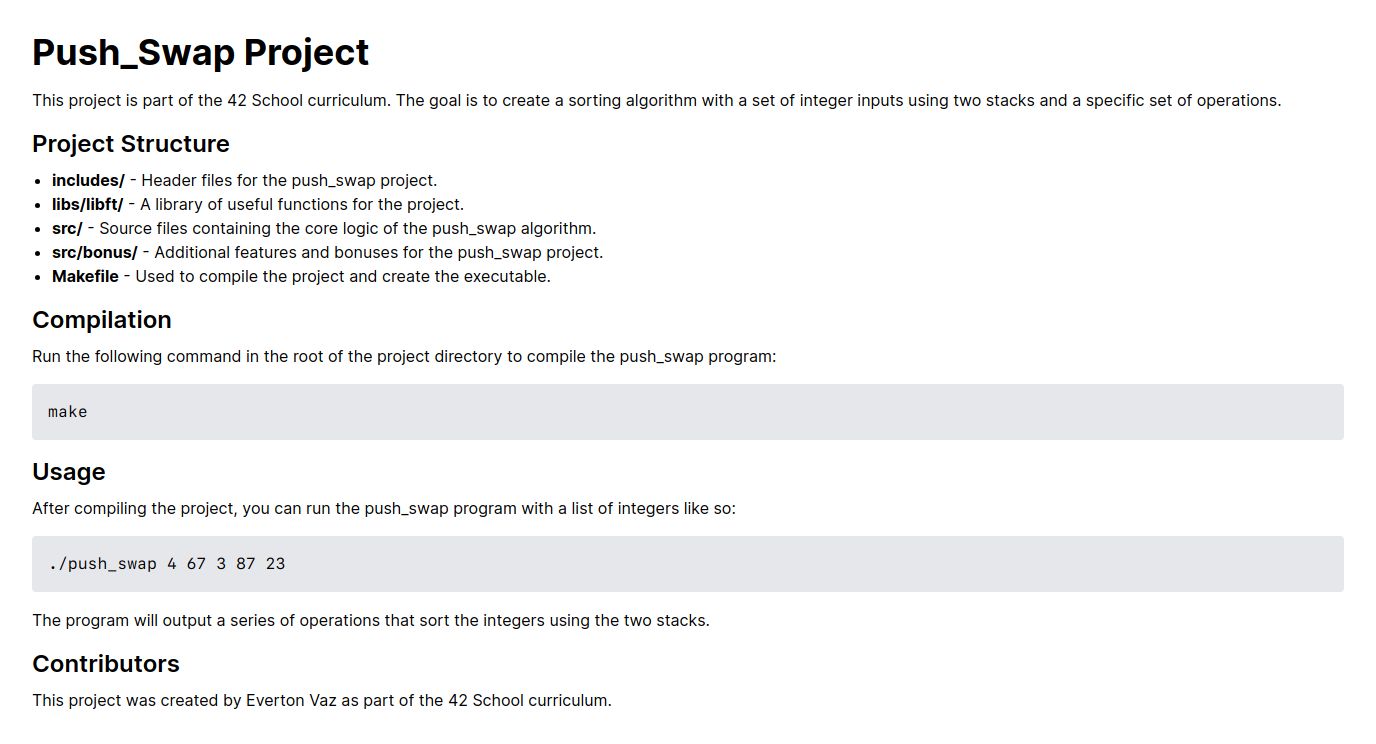 Push_Swap Project
This project is part of the 42 School curriculum. The goal is to create a sorting algorithm with a set of integer inputs using two stacks and a specific set of operations.
Project Structure
• includes/ - Header files for the push_swap project.
• libs/libft/ - A library of useful functions for the project.
• src/ - Source files containing the core logic of the push_swap algorithm.
• src/bonus/ - Additional features and bonuses for the push_swap project.
• Makefile - Used to compile the project and create the executable.
Compilation
Run the following command in the root of the project directory to compile the push_swap program:
make
Usage
After compiling the project, you can run the push_swap program with a list of integers like so:
./push_swap 4 67 3 87 23
The program will output a series of operations that sort the integers using the two stacks.
Contributors
This project was created by Everton Vaz as part of the 42 School curriculum.